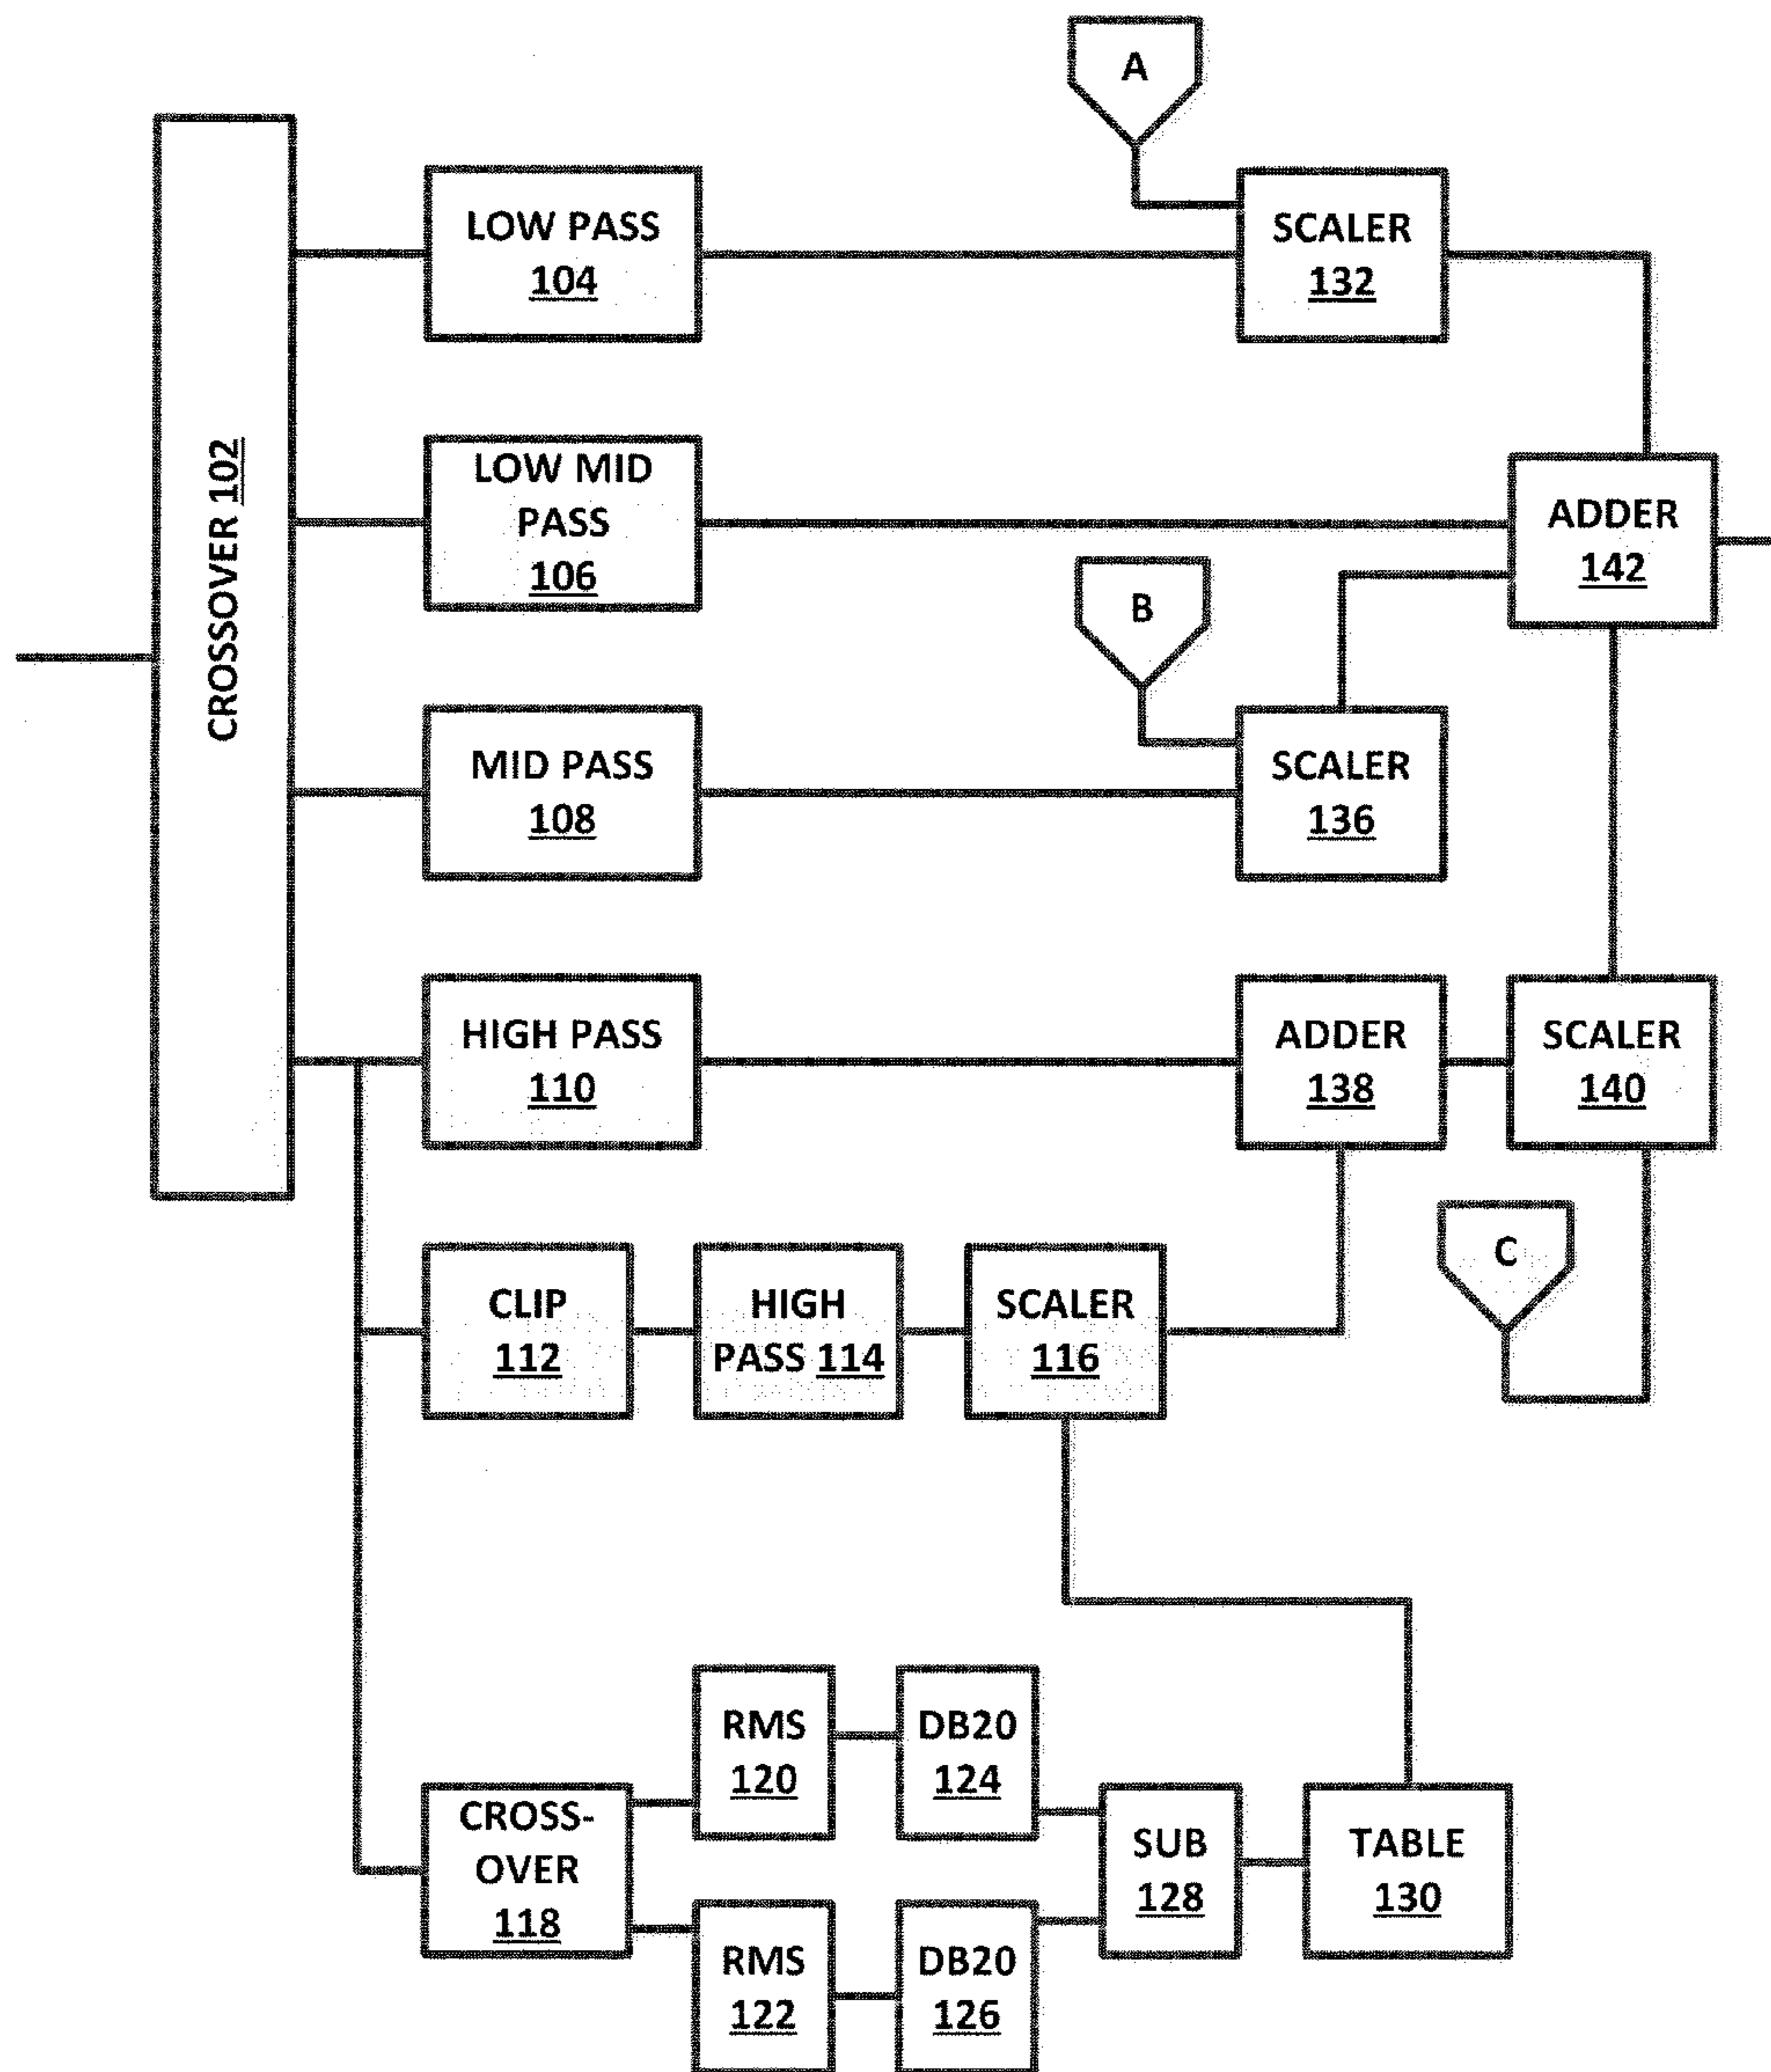 A
LOW PASS
104
SCALER
132
CROSSOVER 102
LOW MID
PASS
106
ADDER
142
B
MID PASS
108
SCALER
136
HIGH PASS
110
ADDER
138
SCALER
140
C
CLIP
112
HIGH
PASS 114
SCALER
116
RMS
120
DB20
124
CROSS-
OVER
118
SUB
128
TABLE
130
RMS
122
DB20
126